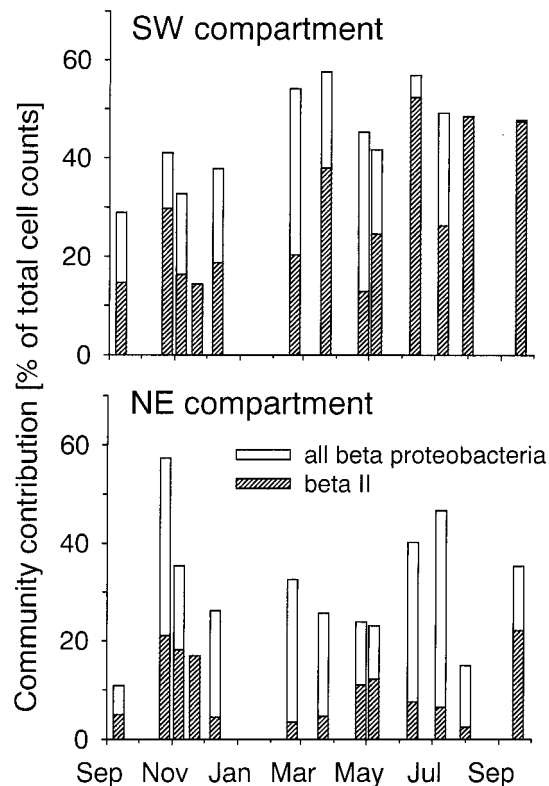 Community contribution [% of total cell counts]
SW compartment
60
40
20
0
NE compartment
all beta proteobacteria
beta II
60
40
20
0
Sep Nov Jan Mar May Jul Sep